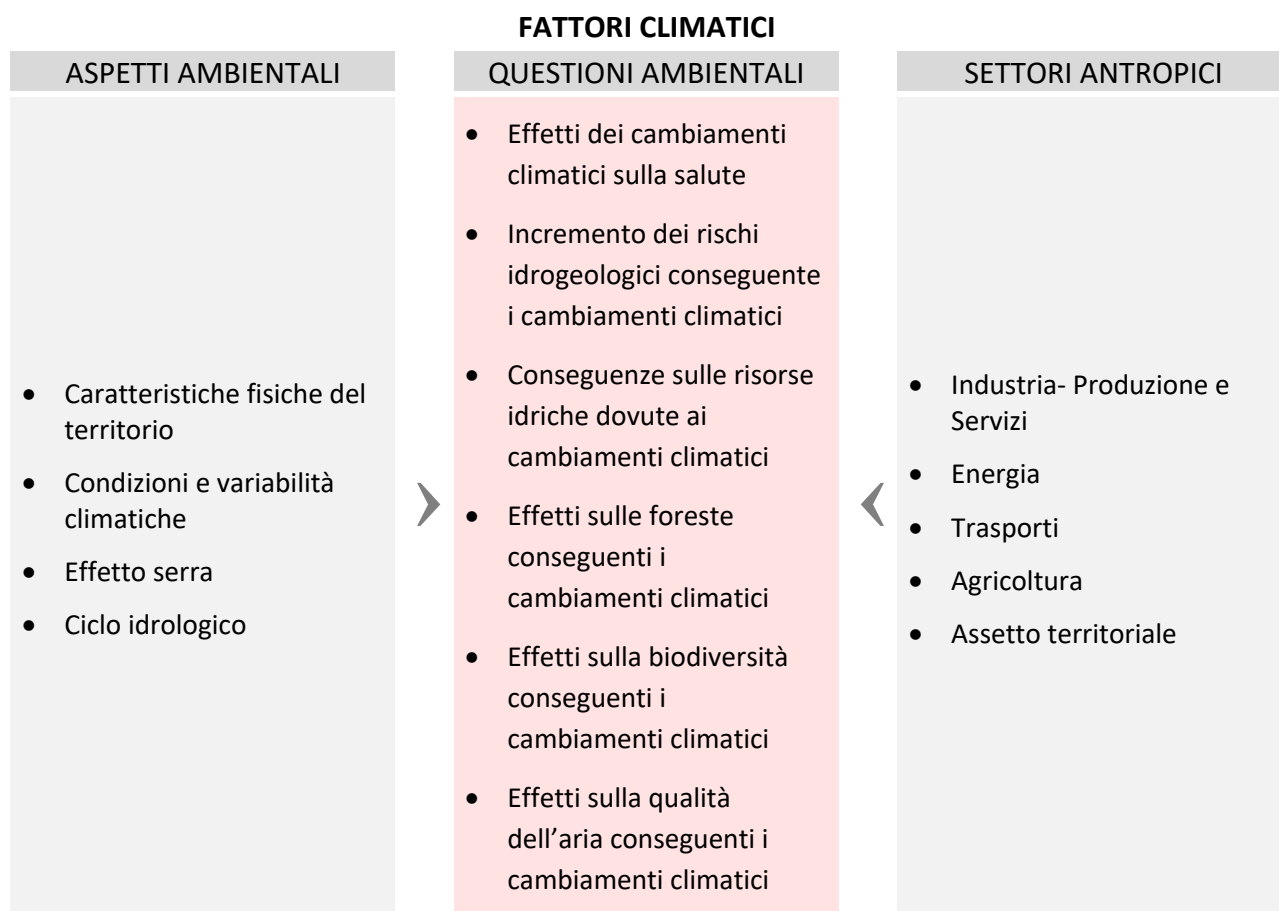 FATTORI CLIMATICI
ASPETTI AMBIENTALI
• Caratteristiche fisiche del
territorio
• Condizioni e variabilità
climatiche
• Effetto serra
• Ciclo idrologico
QUESTIONI AMBIENTALI
• Effetti dei cambiamenti
climatici sulla salute
• Incremento dei rischi
idrogeologici conseguente
i cambiamenti climatici
• Conseguenze sulle risorse
idriche dovute ai
cambiamenti climatici
• Effetti sulle foreste
conseguenti i
cambiamenti climatici
• Effetti sulla biodiversità
conseguenti i
cambiamenti climatici
• Effetti sulla qualità
dell’aria conseguenti i
cambiamenti climatici
SETTORI ANTROPICI
• Industria- Produzione e
Servizi
• Energia
• Trasporti
• Agricoltura
• Assetto territoriale